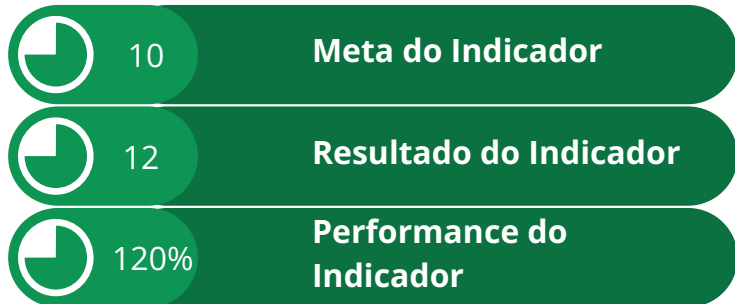 10 Meta do Indicador
12 Resultado do Indicador
120% Performance do
Indicador